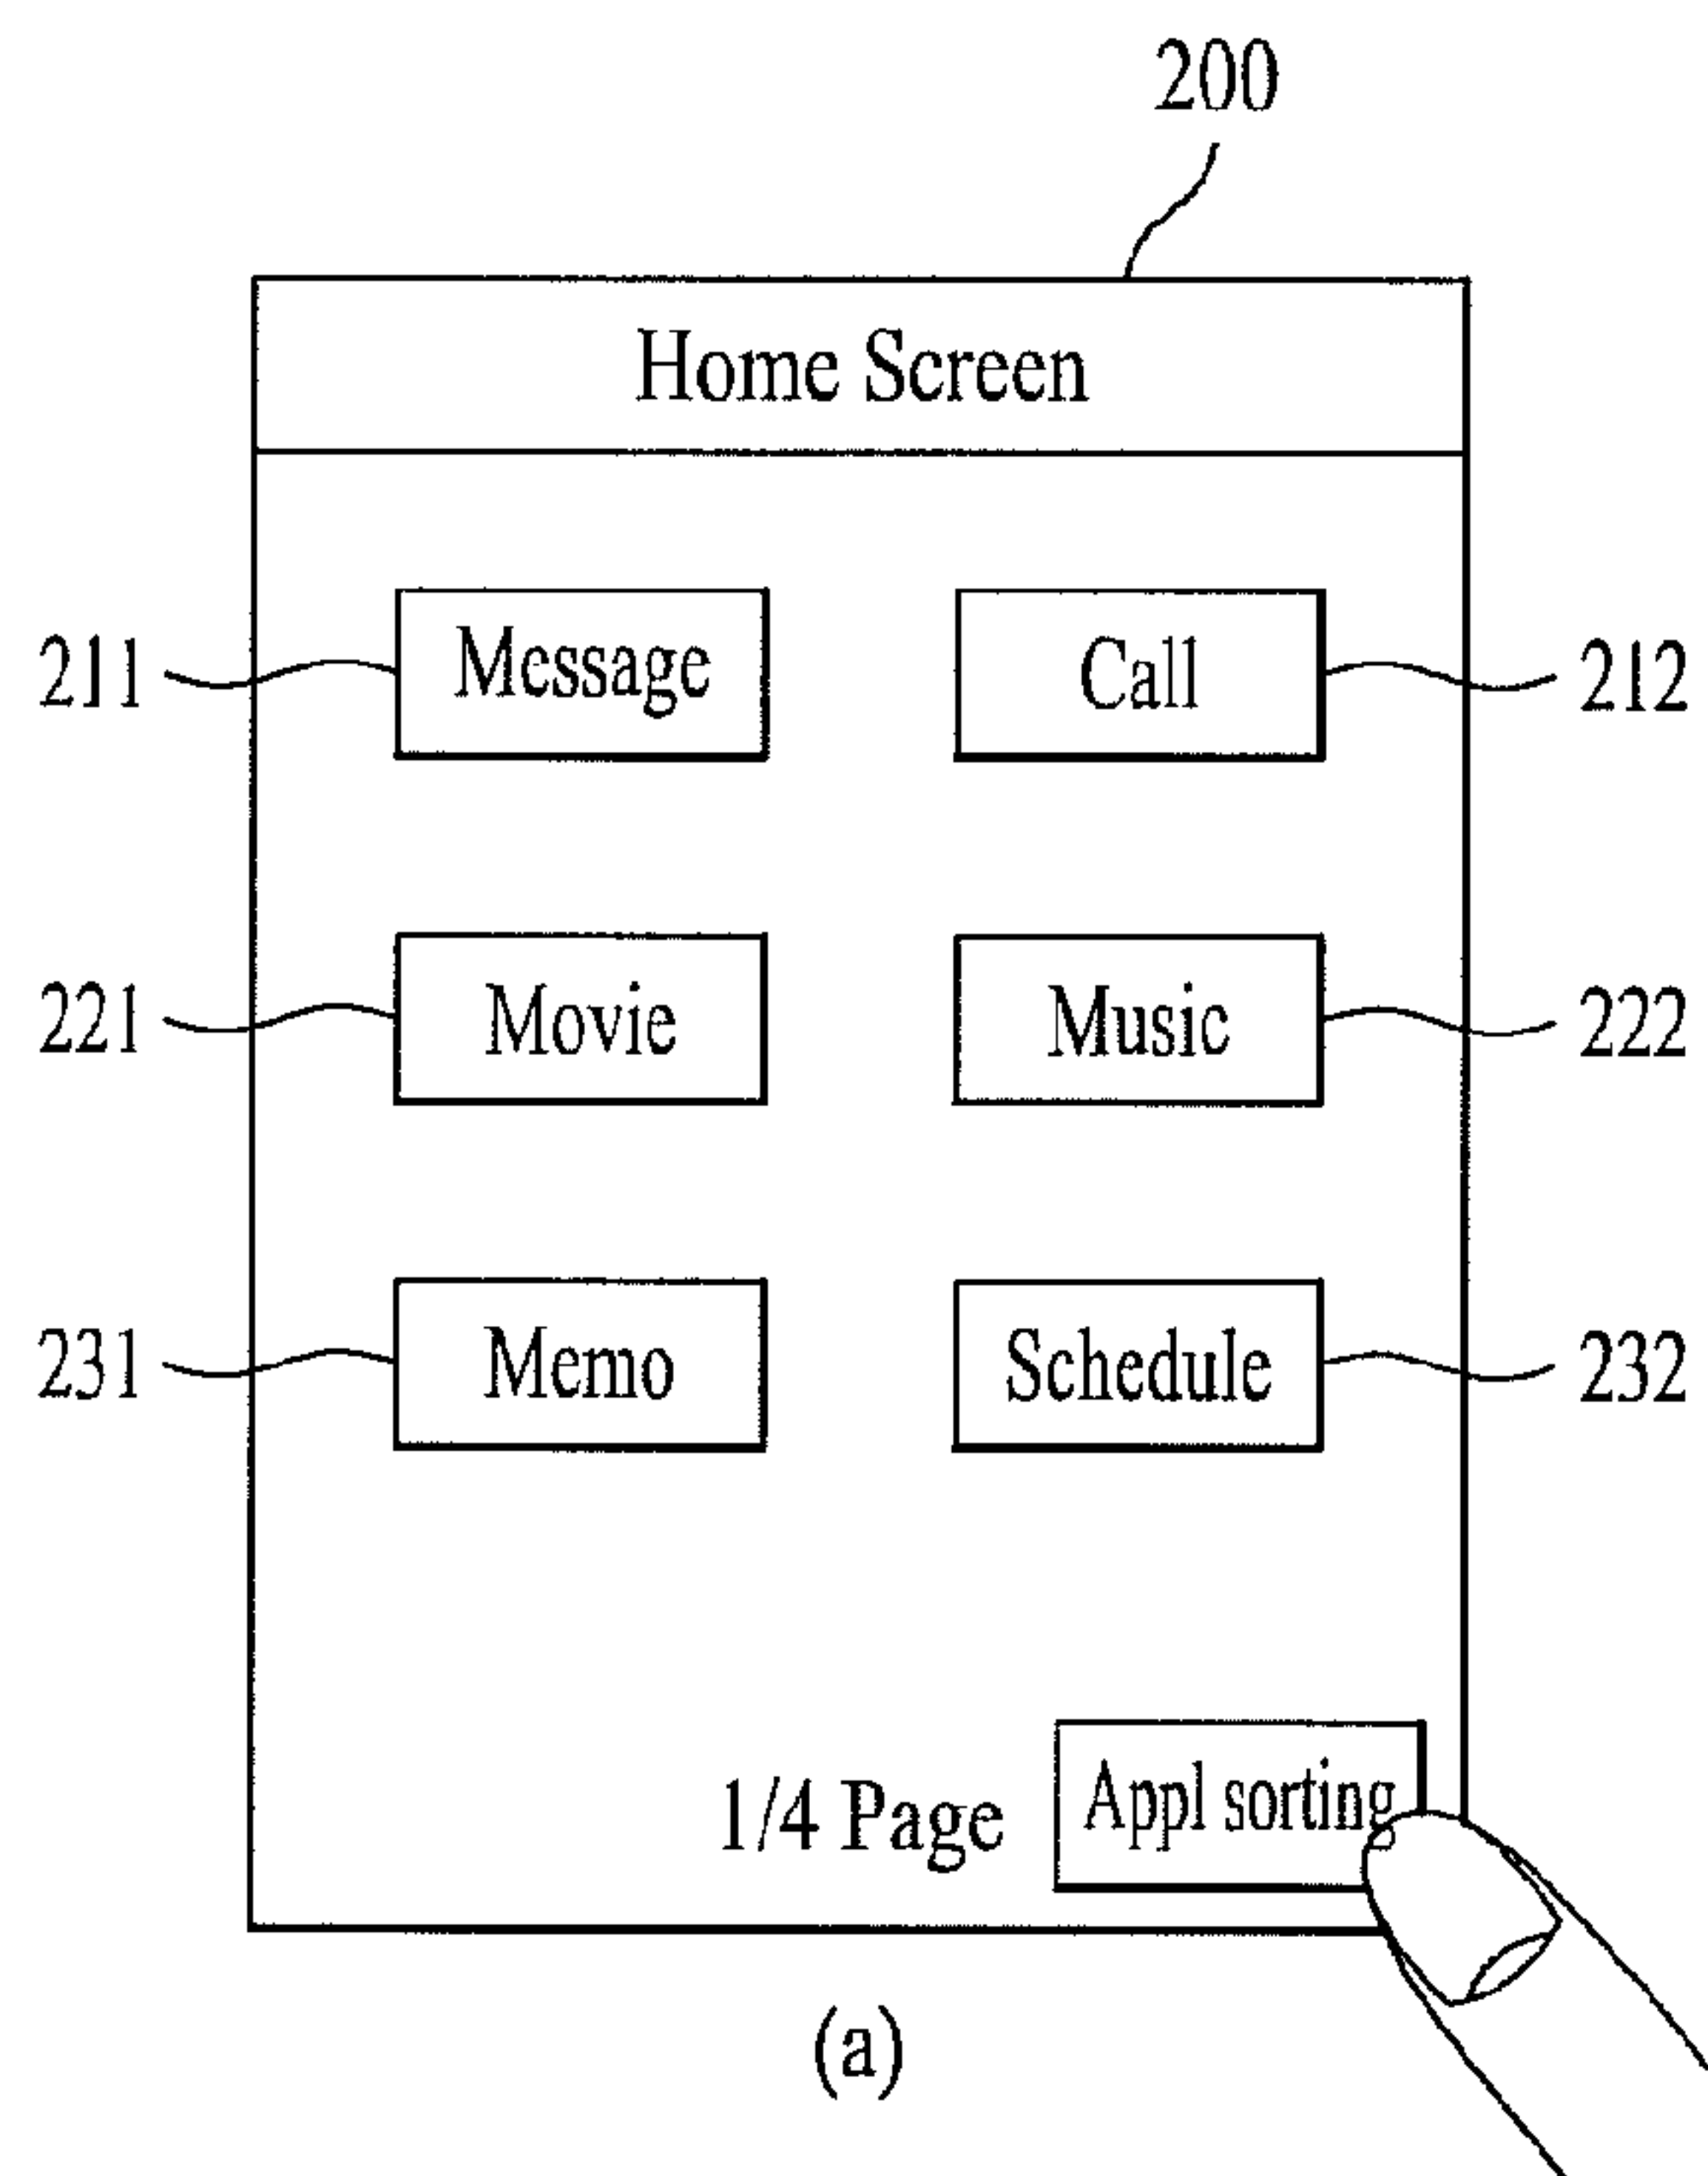 200
Home Screen
211 Message Call 212
221 Movie Music 222
231 Memo Schedule 232
1/4 Page Appl sorting
(a)